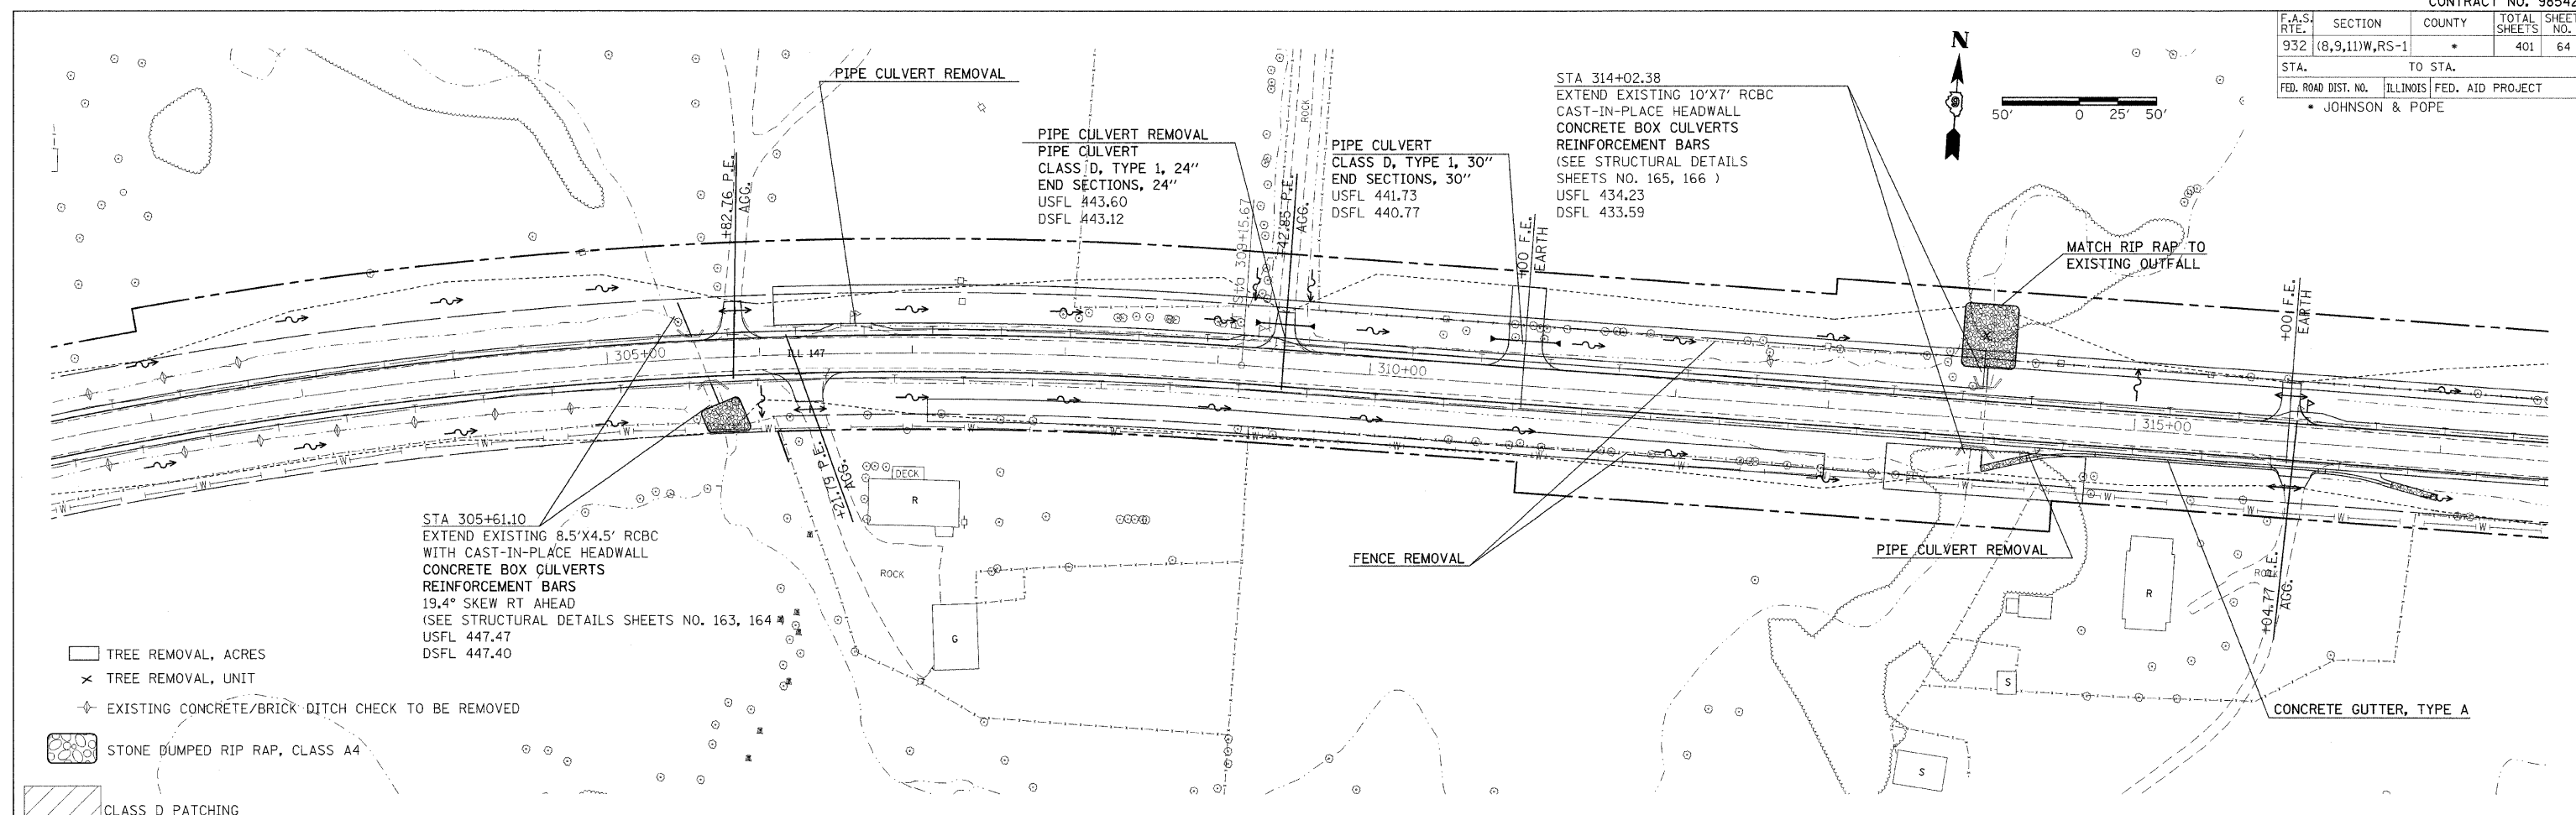 CONTRACT NO. 98542
F.A.S. RTE. SECTION COUNTY TOTAL SHEETS SHEET NO.
932 (8,9,11)W,RS-1 * 401 64
STA. TO STA.
FED. ROAD DIST. NO. ILLINOIS FED. AID PROJECT
* JOHNSON & POPE
N
50' 0 25' 50'
PIPE CULVERT REMOVAL
PIPE CULVERT REMOVAL
PIPE CULVERT
CLASS D, TYPE 1, 24"
END SECTIONS, 24"
USFL 443.60
DSFL 443.12
PIPE CULVERT
CLASS D, TYPE 1, 30"
END SECTIONS, 30"
USFL 441.73
DSFL 440.77
STA 314+02.38
EXTEND EXISTING 10'X7' RCBC
CAST-IN-PLACE HEADWALL
CONCRETE BOX CULVERTS
REINFORCEMENT BARS
(SEE STRUCTURAL DETAILS
SHEETS NO. 165, 166 )
USFL 434.23
DSFL 433.59
MATCH RIP RAP TO
EXISTING OUTFALL
+82.76 P.E.
AGG.
ROCK
STA 309+15.67
+42.85 P.E.
AGG.
+00 F.E.
EARTH
+00 F.E.
EARTH
305+00
ILL 147
310+00
315+00
+21.79 P.E.
AGG.
DECK
R
ROCK
G
STA 305+61.10
EXTEND EXISTING 8.5'X4.5' RCBC
WITH CAST-IN-PLACE HEADWALL
CONCRETE BOX CULVERTS
REINFORCEMENT BARS
19.4° SKEW RT AHEAD
(SEE STRUCTURAL DETAILS SHEETS NO. 163, 164
USFL 447.47
DSFL 447.40
FENCE REMOVAL
PIPE CULVERT REMOVAL
R
ROCK
+04.77 P.E.
AGG.
S
S
CONCRETE GUTTER, TYPE A
TREE REMOVAL, ACRES
TREE REMOVAL, UNIT
EXISTING CONCRETE/BRICK DITCH CHECK TO BE REMOVED
STONE DUMPED RIP RAP, CLASS A4
CLASS D PATCHING